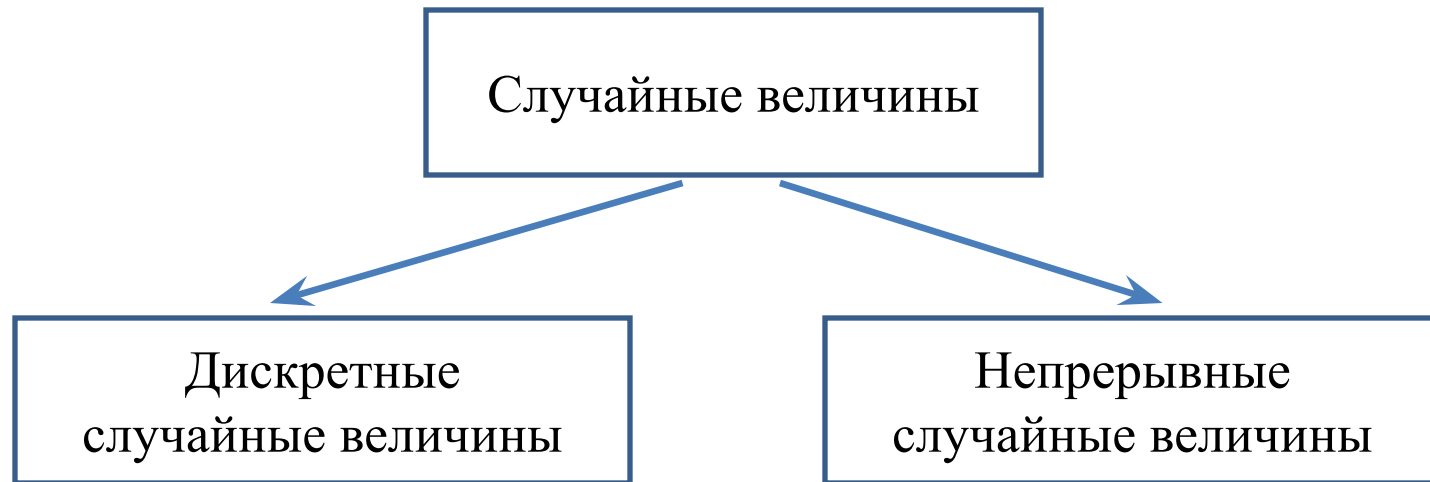 Случайные величины
Дискретные
случайные величины
Непрерывные
случайные величины